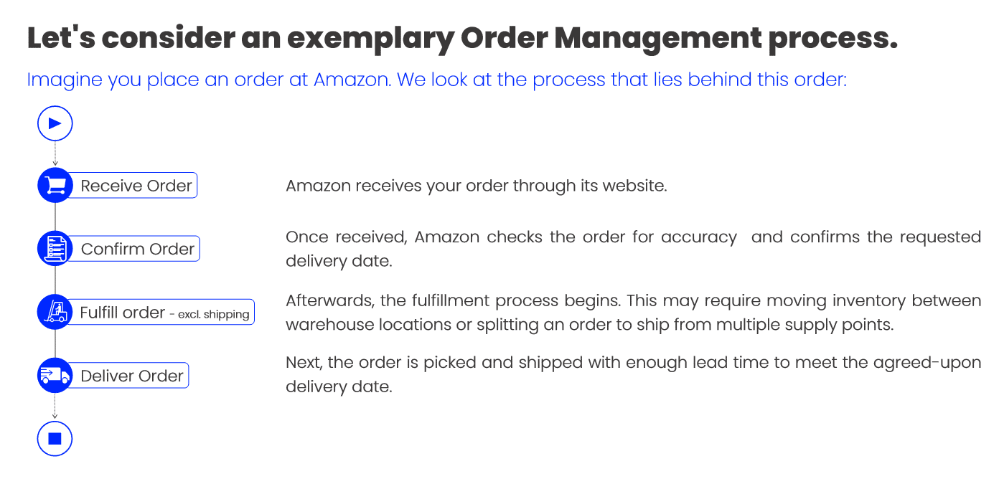 Let's consider an exemplary Order Management process.
Imagine you place an order at Amazon. We look at the process that lies behind this order:
Receive Order
Amazon receives your order through its website.
Confirm Order
Once received, Amazon checks the order for accuracy  and confirms the requested
delivery date.
Fulfill order - excl. shipping
Afterwards, the fulfillment process begins. This may require moving inventory between
warehouse locations or splitting an order to ship from multiple supply points.
Deliver Order
Next, the order is picked and shipped with enough lead time to meet the agreed-upon
delivery date.